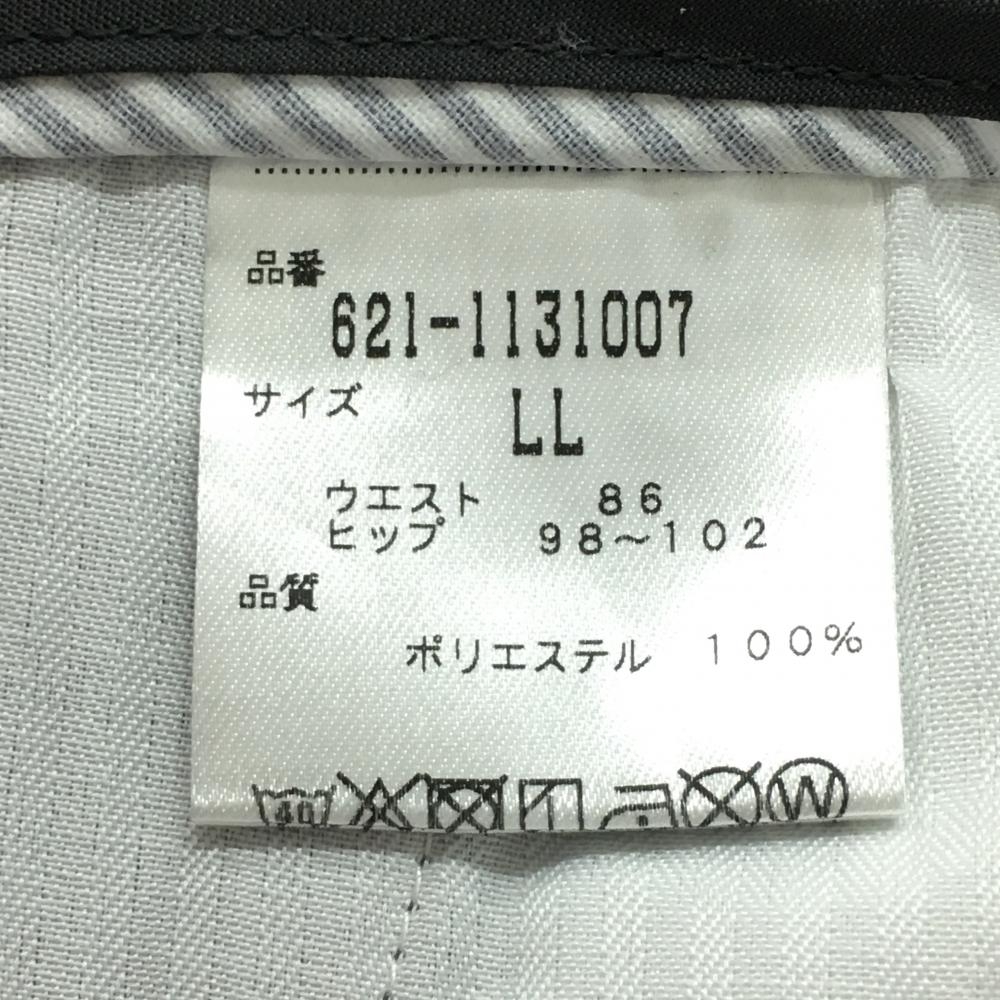 品番
621-1131007
サイズ
LL
ウエスト 86
ヒップ 98～102
品質
ポリエステル 100%
40 W